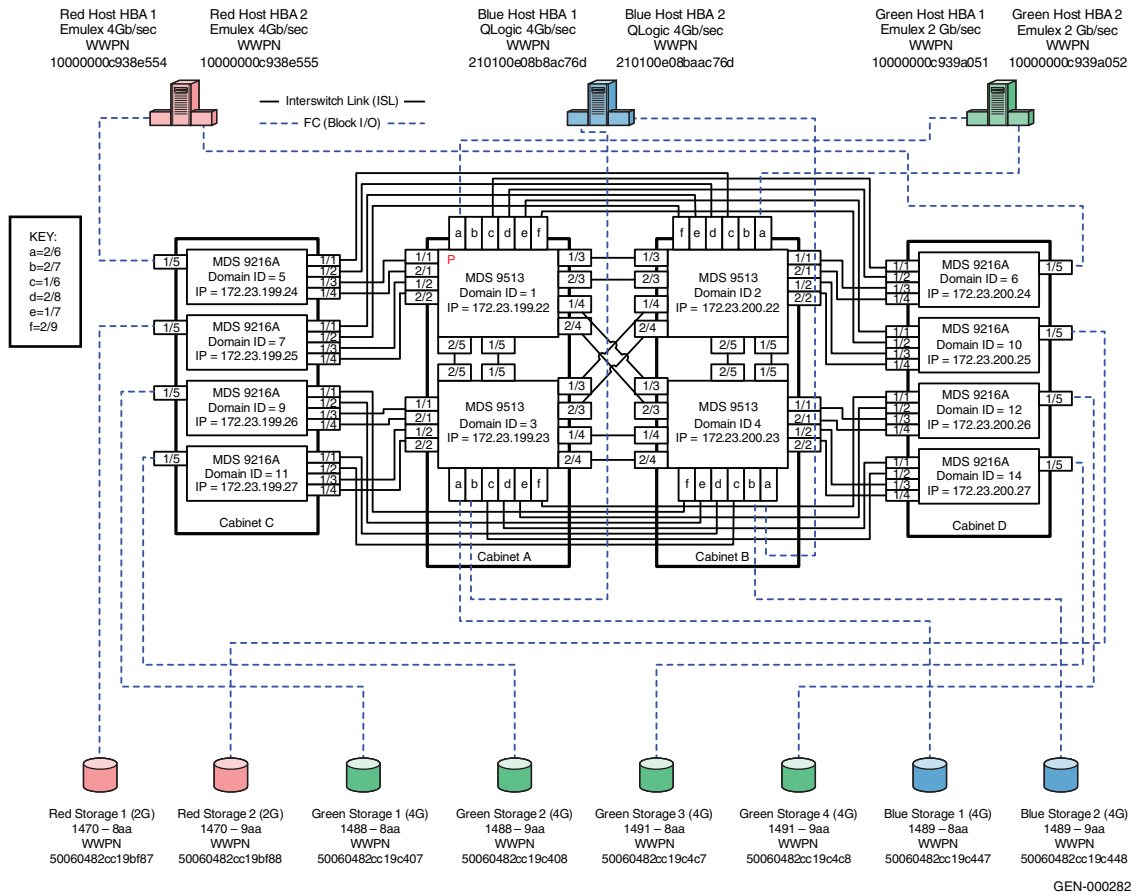 Red Host HBA 1
Emulex 4Gb/sec
WWPN
10000000c938e554
Red Host HBA 2
Emulex 4Gb/sec
WWPN
10000000c938e555
Blue Host HBA 1
QLogic 4Gb/sec
WWPN
210100e08b8ac76d
Blue Host HBA 2
QLogic 4Gb/sec
WWPN
210100e08baac76d
Green Host HBA 1
Emulex 2 Gb/sec
WWPN
10000000c939a051
Green Host HBA 2
Emulex 2 Gb/sec
WWPN
10000000c939a052
Interswitch Link (ISL)
FC (Block I/O)
KEY:
a=2/6
b=2/7
c=1/6
d=2/8
e=1/7
f=2/9
1/5
MDS 9216A
Domain ID = 5
IP = 172.23.199.24
1/1
1/2
1/3
1/4
1/5
MDS 9216A
Domain ID = 7
IP = 172.23.199.25
1/1
1/2
1/3
1/4
1/5
MDS 9216A
Domain ID = 9
IP = 172.23.199.26
1/1
1/2
1/3
1/4
1/5
MDS 9216A
Domain ID = 11
IP = 172.23.199.27
1/1
1/2
1/3
1/4
Cabinet C
a b c d e f
1/1
2/1
1/2
2/2
P
MDS 9513
Domain ID = 1
IP = 172.23.199.22
1/3
2/3
1/4
2/4
2/5 1/5
2/5 1/5
1/1
2/1
1/2
2/2
MDS 9513
Domain ID = 3
IP = 172.23.199.23
1/3
2/3
1/4
2/4
a b c d e f
Cabinet A
f e d c b a
1/3
2/3
1/4
2/4
MDS 9513
Domain ID 2
IP = 172.23.200.22
1/1
2/1
1/2
2/2
2/5 1/5
2/5 1/5
1/3
2/3
1/4
2/4
MDS 9513
Domain ID 4
IP = 172.23.200.23
1/1
2/1
1/2
2/2
f e d c b a
Cabinet B
1/1
1/2
1/3
1/4
MDS 9216A
Domain ID = 6
IP = 172.23.200.24
1/5
1/1
1/2
1/3
1/4
MDS 9216A
Domain ID = 10
IP = 172.23.200.25
1/5
1/1
1/2
1/3
1/4
MDS 9216A
Domain ID = 12
IP = 172.23.200.26
1/5
1/1
1/2
1/3
1/4
MDS 9216A
Domain ID = 14
IP = 172.23.200.27
1/5
Cabinet D
Red Storage 1 (2G)
1470 – 8aa
WWPN
50060482cc19bf87
Red Storage 2 (2G)
1470 – 9aa
WWPN
50060482cc19bf88
Green Storage 1 (4G)
1488 – 8aa
WWPN
50060482cc19c407
Green Storage 2 (4G)
1488 – 9aa
WWPN
50060482cc19c408
Green Storage 3 (4G)
1491 – 8aa
WWPN
50060482cc19c4c7
Green Storage 4 (4G)
1491 – 9aa
WWPN
50060482cc19c4c8
Blue Storage 1 (4G)
1489 – 8aa
WWPN
50060482cc19c447
Blue Storage 2 (4G)
1489 – 9aa
WWPN
50060482cc19c448
GEN-000282